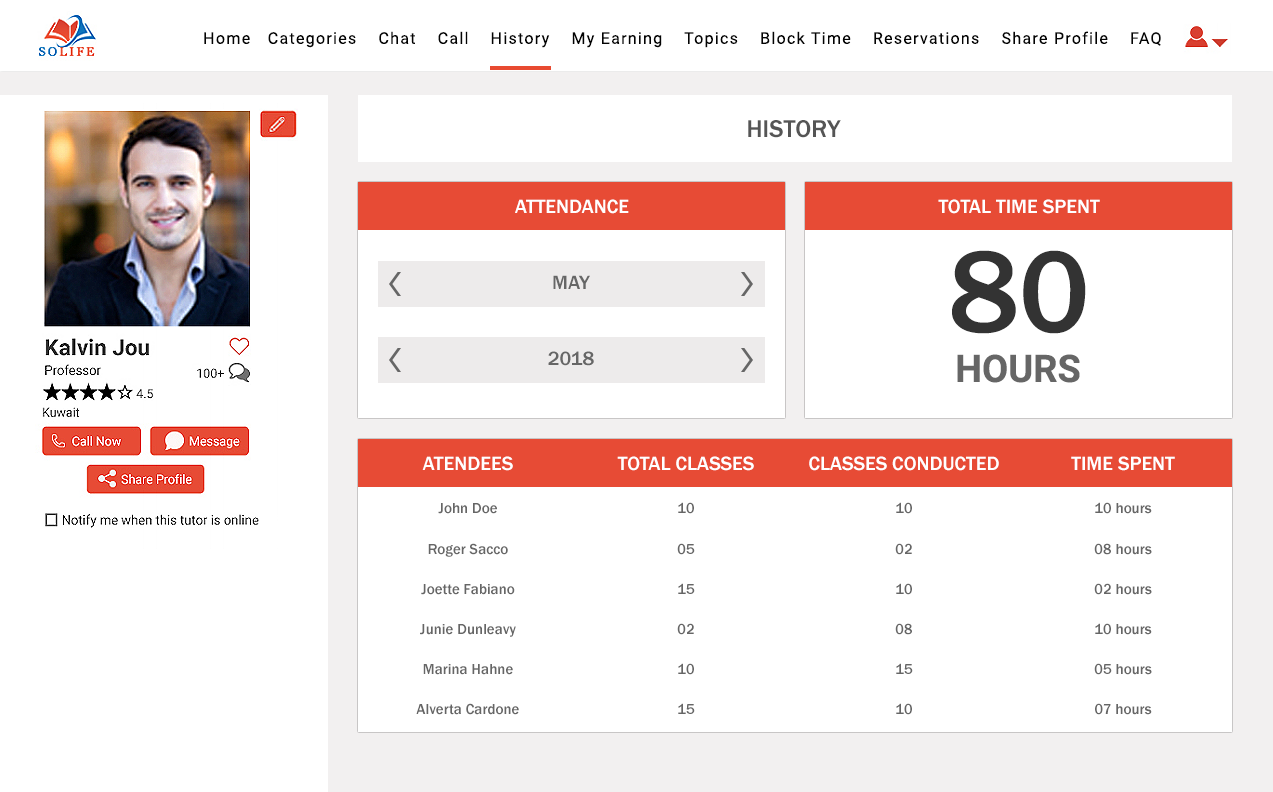 SOLIFE
Home Categories Chat Call History My Earning Topics Block Time Reservations Share Profile FAQ
Kalvin Jou
Professor
100+
4.5
Kuwait
Call Now Message
Share Profile
Notify me when this tutor is online
HISTORY
ATTENDANCE
MAY
2018
TOTAL TIME SPENT
80
HOURS
ATENDEES TOTAL CLASSES CLASSES CONDUCTED TIME SPENT
John Doe 10 10 10 hours
Roger Sacco 05 02 08 hours
Joette Fabiano 15 10 02 hours
Junie Dunleavy 02 08 10 hours
Marina Hahne 10 15 05 hours
Alverta Cardone 15 10 07 hours